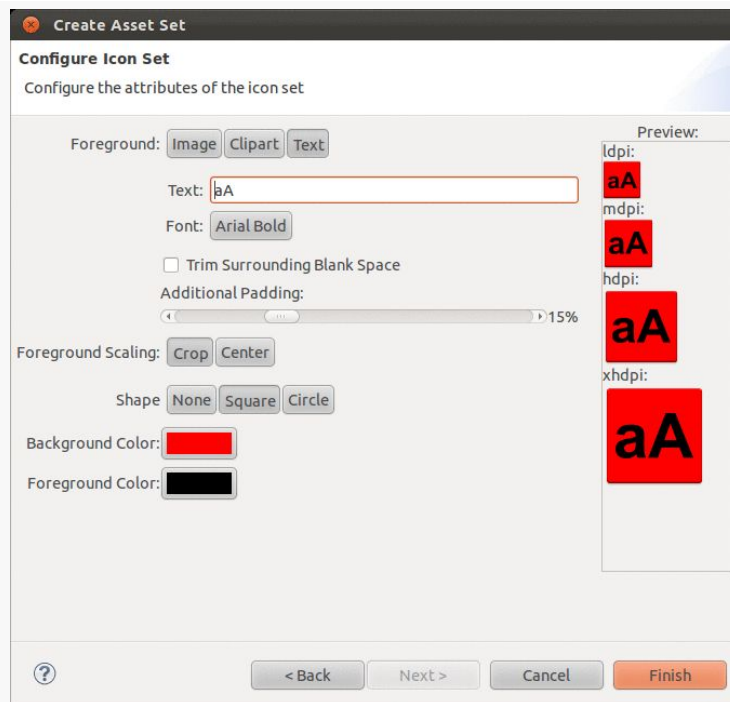 Create Asset Set
Configure Icon Set
Configure the attributes of the icon set
Foreground: Image Clipart Text
Text: aA
Font: Arial Bold
Trim Surrounding Blank Space
Additional Padding:
15%
Foreground Scaling: Crop Center
Shape None Square Circle
Background Color:
Foreground Color:
Preview:
ldpi:
aA
mdpi:
aA
hdpi:
aA
xhdpi:
aA
? < Back Next > Cancel Finish